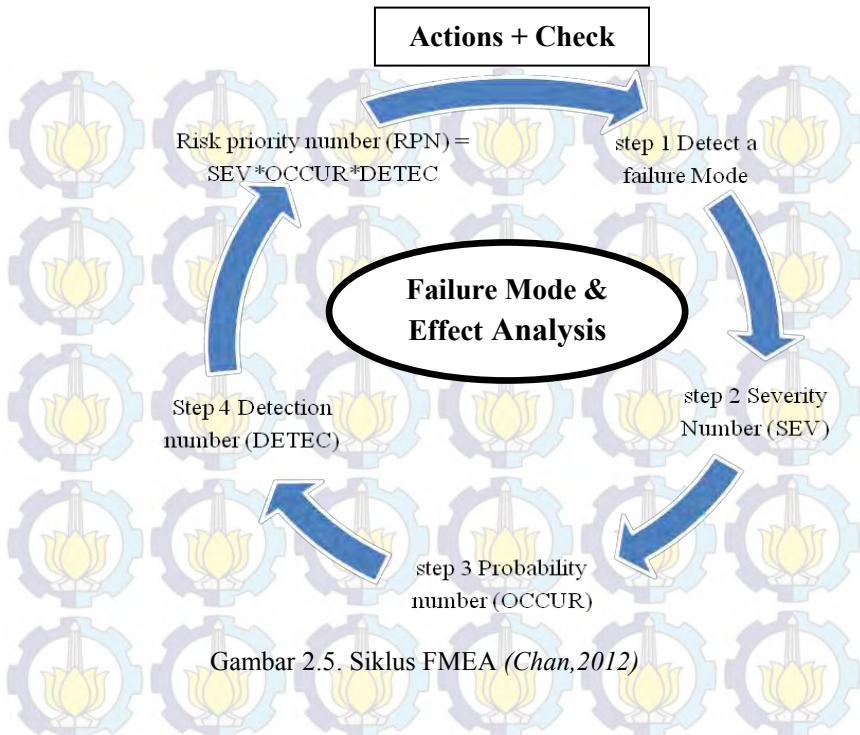 Actions + Check
Risk priority number (RPN) =
SEV*OCCUR*DETEC
step 1 Detect a
failure Mode
Failure Mode &
Effect Analysis
step 2 Severity
Number (SEV)
Step 4 Detection
number (DETEC)
step 3 Probability
number (OCCUR)
Gambar 2.5. Siklus FMEA (Chan,2012)